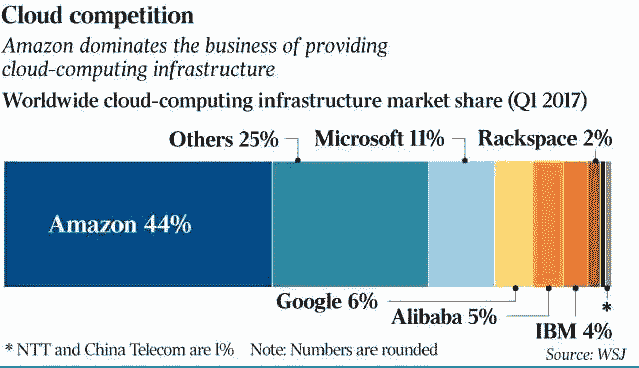 Cloud competition
Amazon dominates the business of providing
cloud-computing infrastructure
Worldwide cloud-computing infrastructure market share (Q1 2017)
Others 25% Microsoft 11% Rackspace 2%
Amazon 44%
Google 6%
Alibaba 5%
*
IBM 4%
* NTT and China Telecom are 1% Note: Numbers are rounded
Source: WSJ